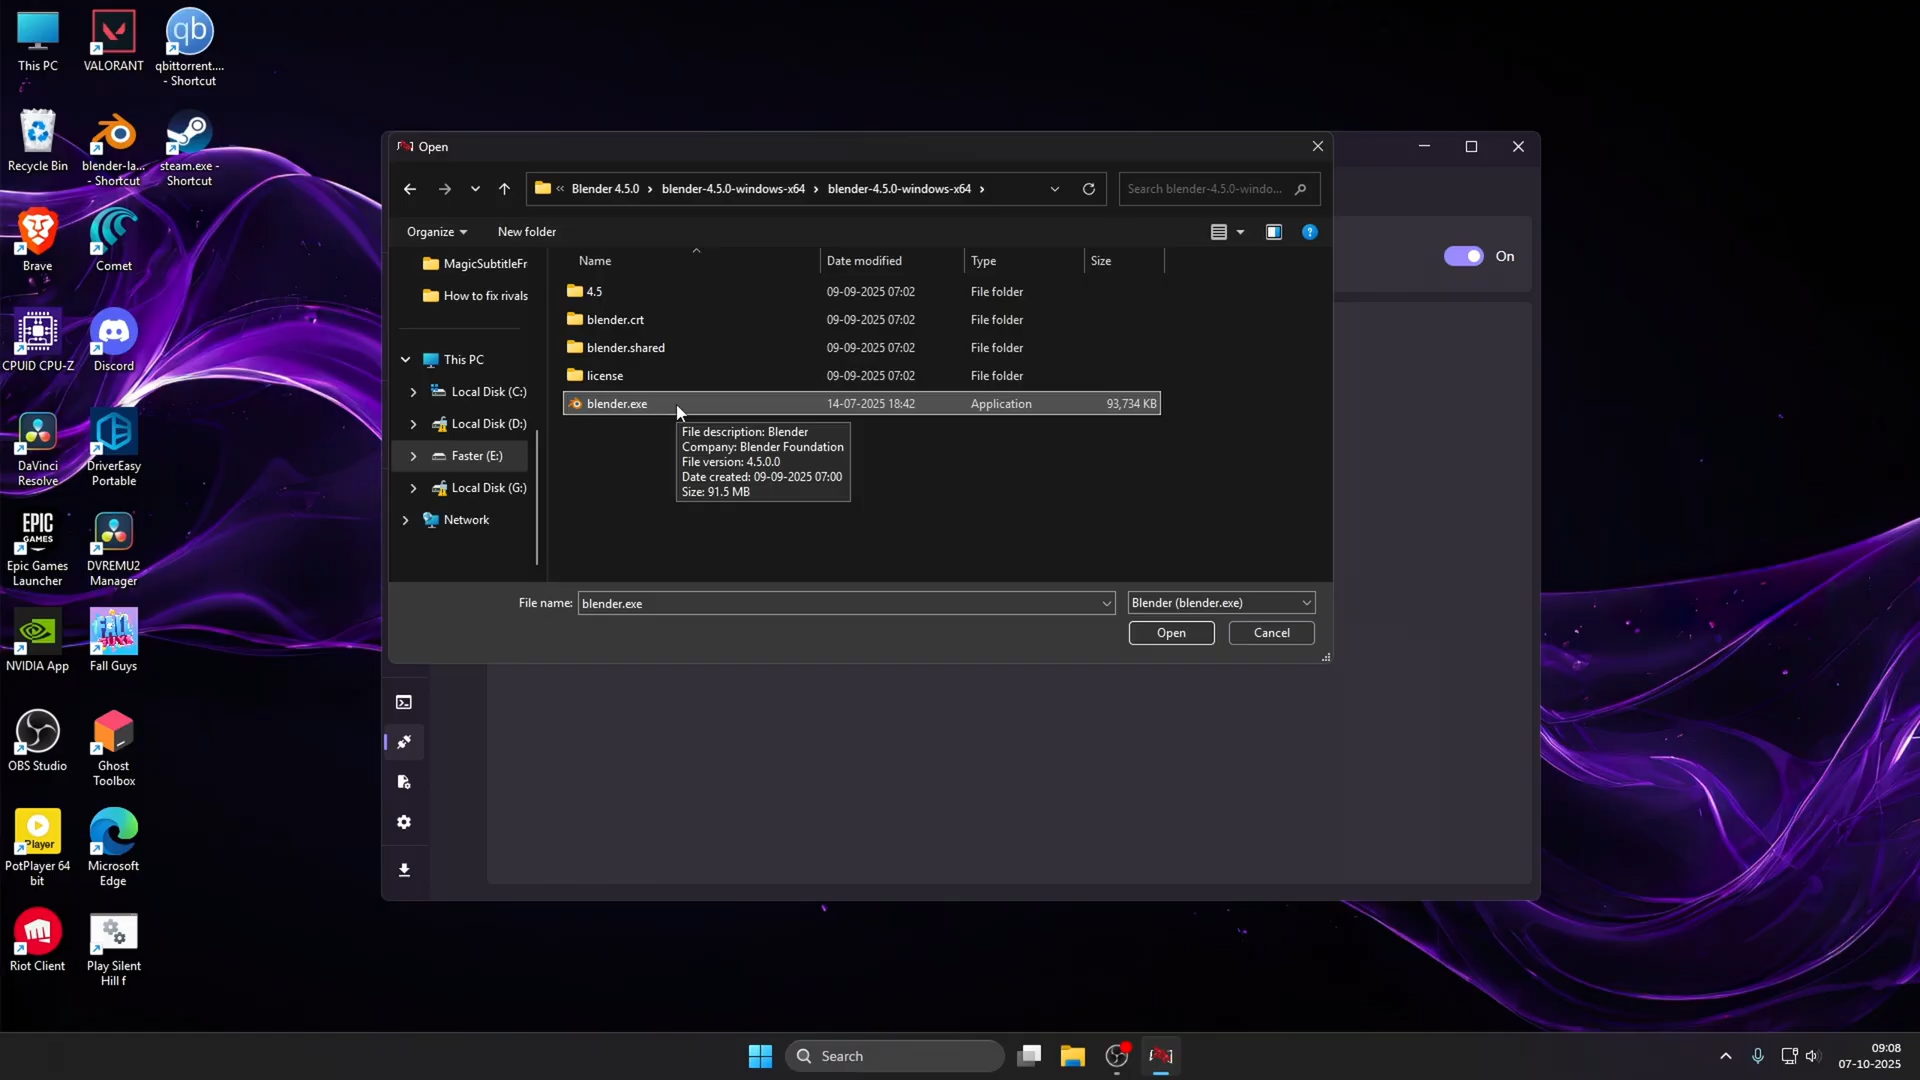 This PC
VALORANT
qbittorrent....
- Shortcut
Recycle Bin
blender-la...
- Shortcut
steam.exe -
Shortcut
Brave
Comet
CPUID CPU-Z
Discord
DaVinci
Resolve
DriverEasy
Portable
EPIC
GAMES
Epic Games
Launcher
DVREMU2
Manager
NVIDIA App
FALL
GUYS
Fall Guys
OBS Studio
Ghost
Toolbox
Player
PotPlayer 64
bit
Microsoft
Edge
Riot Client
Play Silent
Hill f
Open
« Blender 4.5.0 › blender-4.5.0-windows-x64 › blender-4.5.0-windows-x64 ›
Search blender-4.5.0-windo...
Organize
New folder
MagicSubtitleFr
How to fix rivals
This PC
Local Disk (C:)
Local Disk (D:)
Faster (E:)
Local Disk (G:)
Network
Name Date modified Type Size
4.5 09-09-2025 07:02 File folder
blender.crt 09-09-2025 07:02 File folder
blender.shared 09-09-2025 07:02 File folder
license 09-09-2025 07:02 File folder
blender.exe 14-07-2025 18:42 Application 93,734 KB
File description: Blender
Company: Blender Foundation
File version: 4.5.0.0
Date created: 09-09-2025 07:00
Size: 91.5 MB
File name: blender.exe Blender (blender.exe)
Open Cancel
On
Search
09:08
07-10-2025